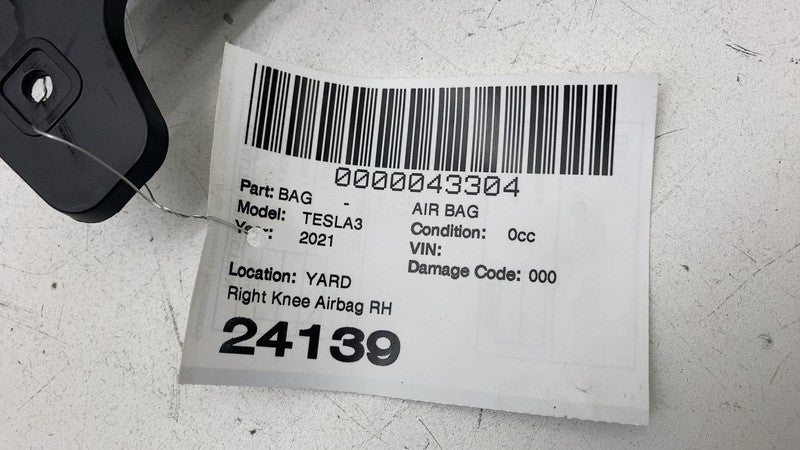 0000043304
Part: BAG - AIR BAG
Model: TESLA3 Condition: 0cc
Year: 2021 VIN:
Location: YARD Damage Code: 000
Right Knee Airbag RH
24139